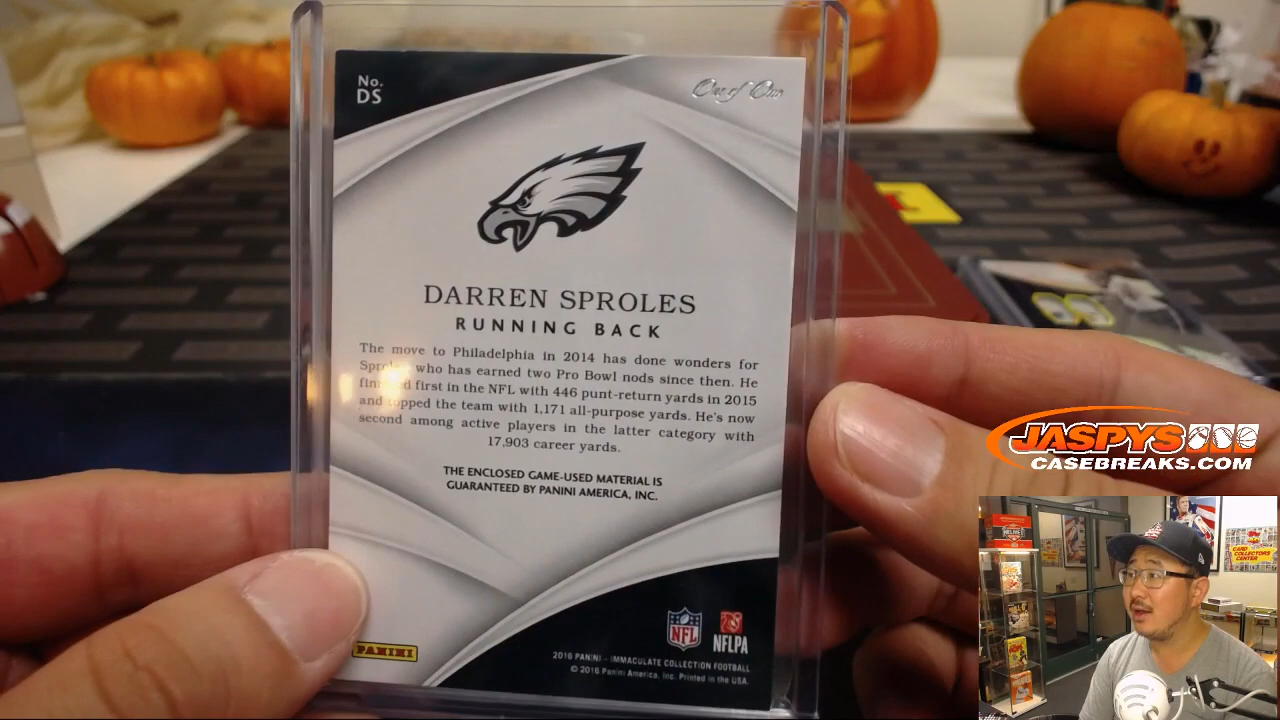 No.
DS
One of One
DARREN SPROLES
RUNNING BACK
The move to Philadelphia in 2014 has done wonders for
Sproles who has earned two Pro Bowl nods since then. He
finished first in the NFL with 446 punt-return yards in 2015
and topped the team with 1,171 all-purpose yards. He's now
second among active players in the latter category with
17,903 career yards.
THE ENCLOSED GAME-USED MATERIAL IS
GUARANTEED BY PANINI AMERICA, INC.
NFL
NFLPA
PANINI
2016 PANINI – IMMACULATE COLLECTION FOOTBALL
© 2016 Panini America, Inc. Printed in the USA.
JASPYS
CASEBREAKS.COM
CARD
COLLECTORS
CENTER